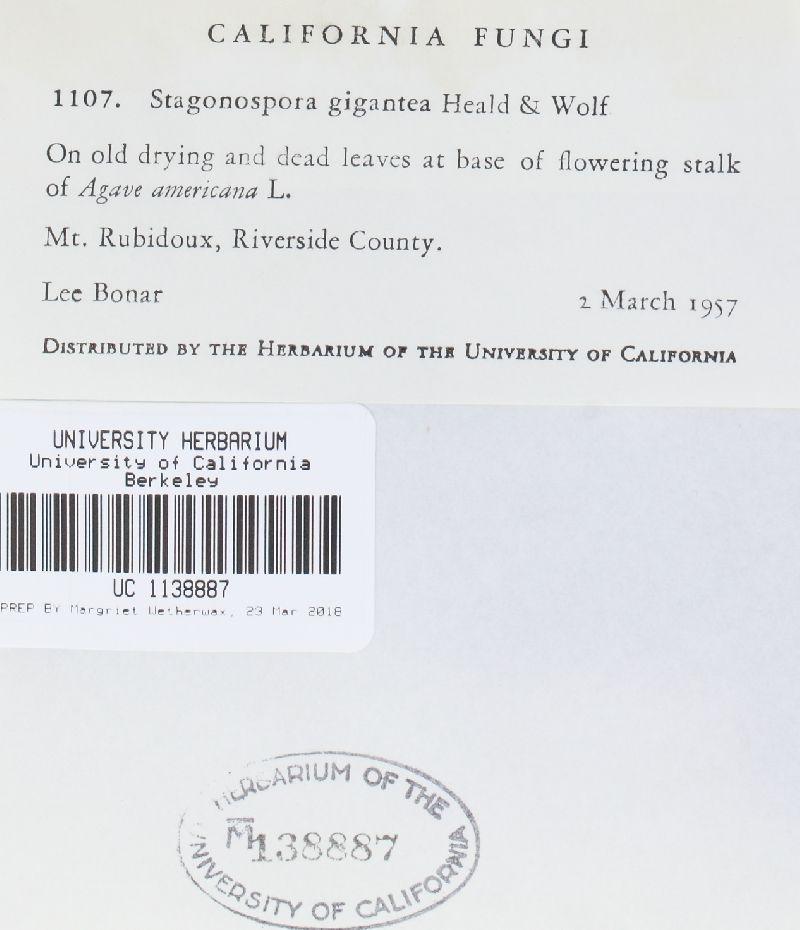 CALIFORNIA FUNGI
1107. Stagonospora gigantea Heald & Wolf
On old drying and dead leaves at base of flowering stalk
of Agave americana L.
Mt. Rubidoux, Riverside County.
Lee Bonar 2 March 1957
DISTRIBUTED BY THE HERBARIUM OF THE UNIVERSITY OF CALIFORNIA
UNIVERSITY HERBARIUM
University of California
Berkeley
UC 1138887
PREP BY Margriet Wetherwax, 23 Mar 2018
HERBARIUM OF THE
M1138887
UNIVERSITY OF CALIFORNIA